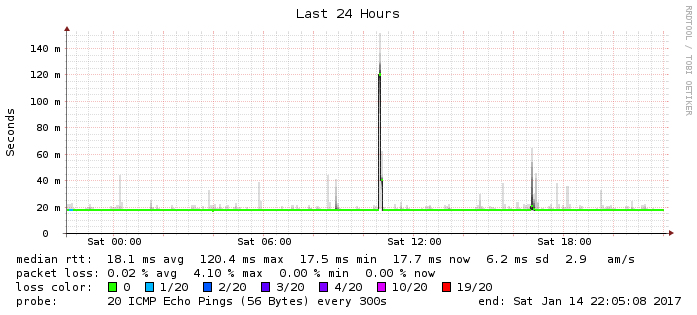 Last 24 Hours
RRDTOOL / TOBI OETIKER
Seconds
140 m
120 m
100 m
80 m
60 m
40 m
20 m
0
Sat 00:00 Sat 06:00 Sat 12:00 Sat 18:00
median rtt: 18.1 ms avg 120.4 ms max 17.5 ms min 17.7 ms now 6.2 ms sd 2.9 am/s
packet loss: 0.02 % avg 4.10 % max 0.00 % min 0.00 % now
loss color: 0 1/20 2/20 3/20 4/20 10/20 19/20
probe: 20 ICMP Echo Pings (56 Bytes) every 300s end: Sat Jan 14 22:05:08 2017